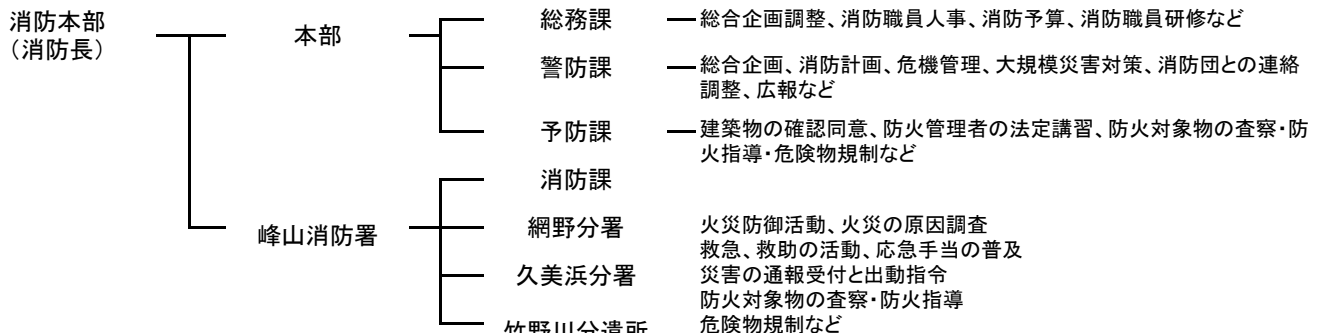 消防本部
（消防長）
本部
総務課
総合企画調整、消防職員人事、消防予算、消防職員研修など
警防課
総合企画、消防計画、危機管理、大規模災害対策、消防団との連絡
調整、広報など
予防課
建築物の確認同意、防火管理者の法定講習、防火対象物の査察・防
火指導・危険物規制など
峰山消防署
消防課
網野分署
久美浜分署
竹野川分遣所
火災防御活動、火災の原因調査
救急、救助の活動、応急手当の普及
災害の通報受付と出動指令
防火対象物の査察・防火指導
危険物規制など